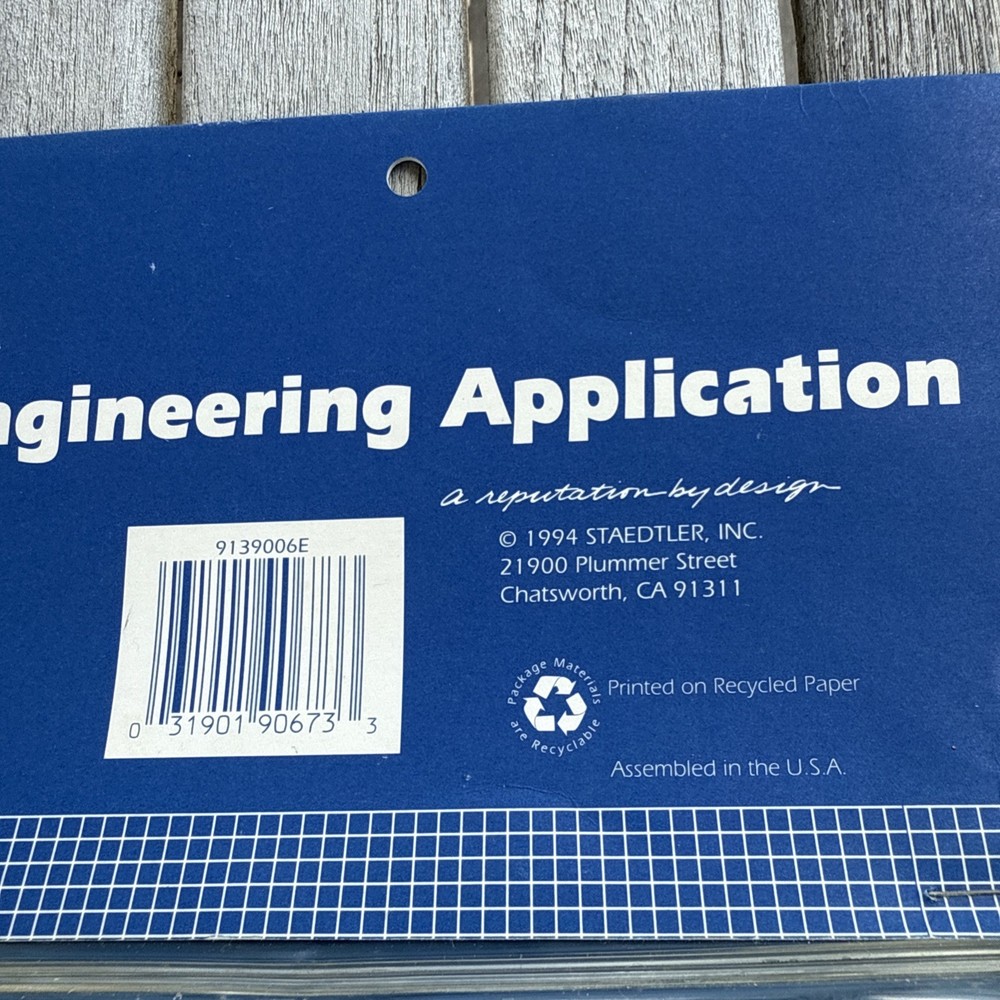 ngineering Application
a reputation by design
9139006E
0 31901 90673 3
© 1994 STAEDTLER, INC.
21900 Plummer Street
Chatsworth, CA 91311
Package Materials
are Recyclable
Printed on Recycled Paper
Assembled in the U.S.A.